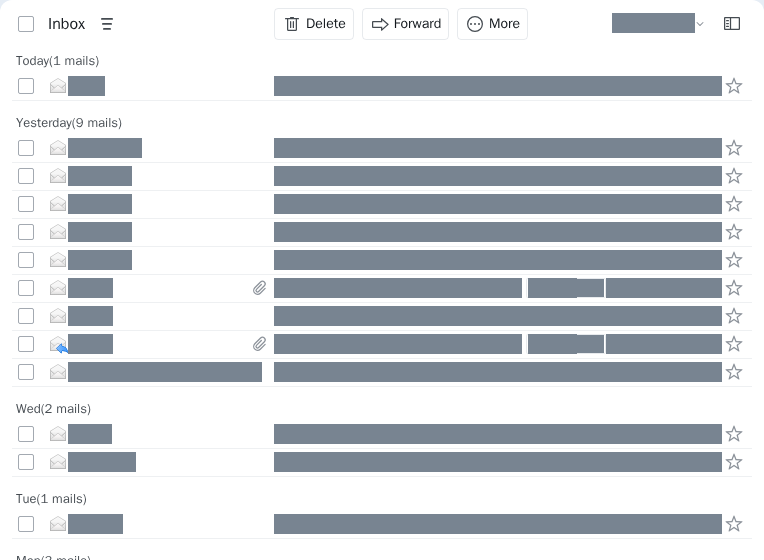 Inbox Delete Forward More
Today(1 mails)
Yesterday(9 mails)
Wed(2 mails)
Tue(1 mails)